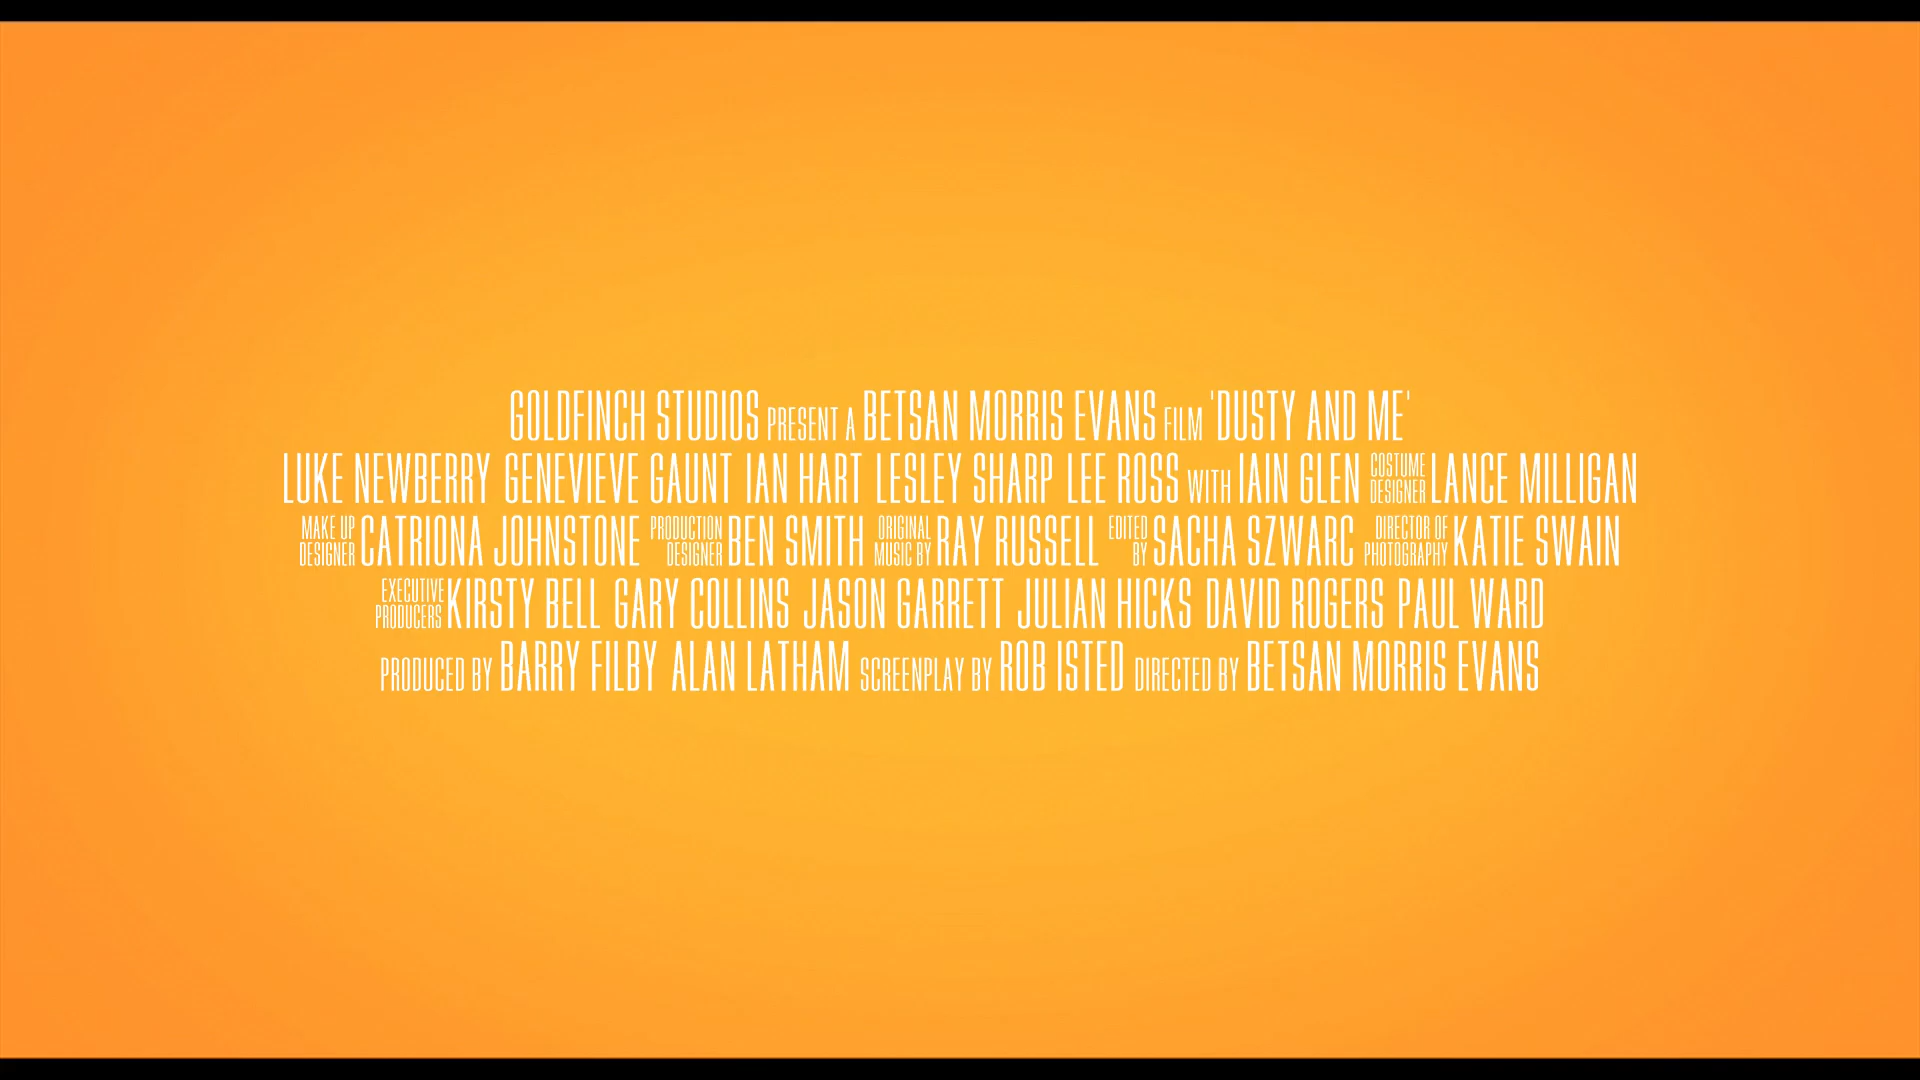 GOLDFINCH STUDIOS PRESENT A BETSAN MORRIS EVANS FILM 'DUSTY AND ME'
LUKE NEWBERRY GENEVIEVE GAUNT IAN HART LESLEY SHARP LEE ROSS WITH IAIN GLEN COSTUME DESIGNER LANCE MILLIGAN
MAKE UP DESIGNER CATRIONA JOHNSTONE PRODUCTION DESIGNER BEN SMITH ORIGINAL MUSIC BY RAY RUSSELL EDITED BY SACHA SZWARC DIRECTOR OF PHOTOGRAPHY KATIE SWAIN
EXECUTIVE PRODUCERS KIRSTY BELL GARY COLLINS JASON GARRETT JULIAN HICKS DAVID ROGERS PAUL WARD
PRODUCED BY BARRY FILBY ALAN LATHAM SCREENPLAY BY ROB ISTED DIRECTED BY BETSAN MORRIS EVANS